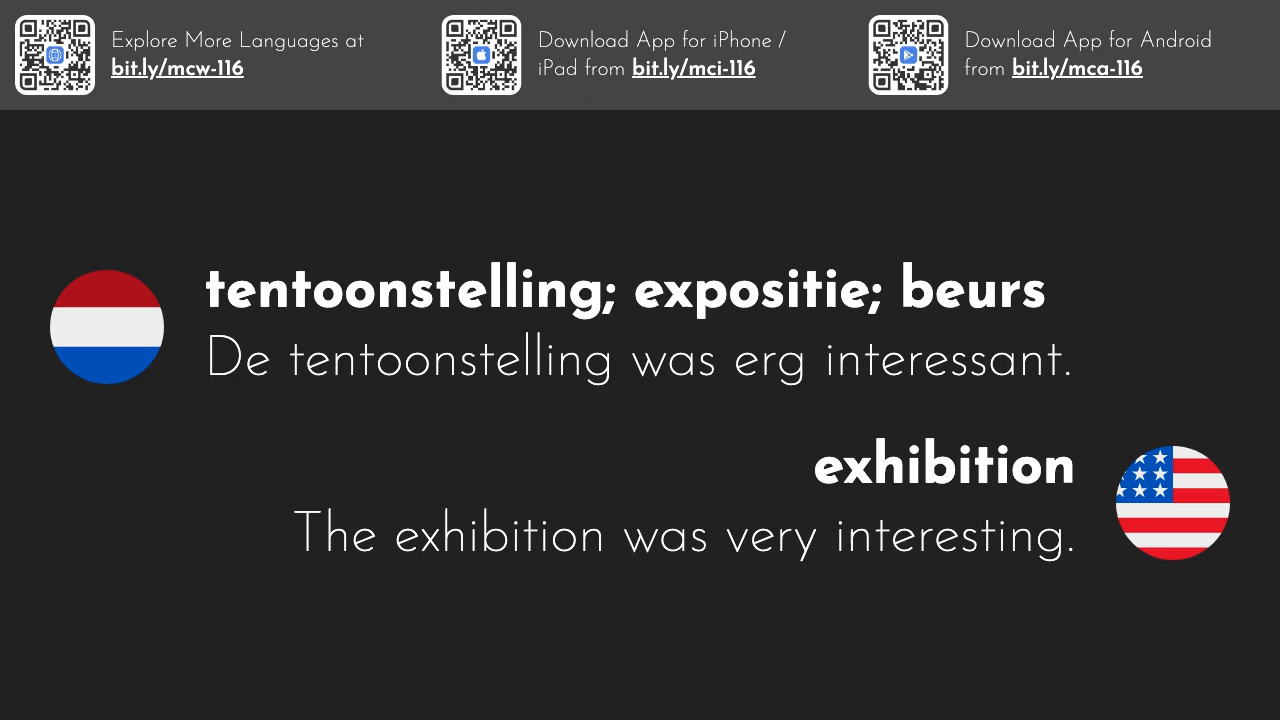 Explore More Languages at
bit.ly/mcw-116
Download App for iPhone /
iPad from bit.ly/mci-116
Download App for Android
from bit.ly/mca-116
tentoonstelling; expositie; beurs
De tentoonstelling was erg interessant.
exhibition
The exhibition was very interesting.